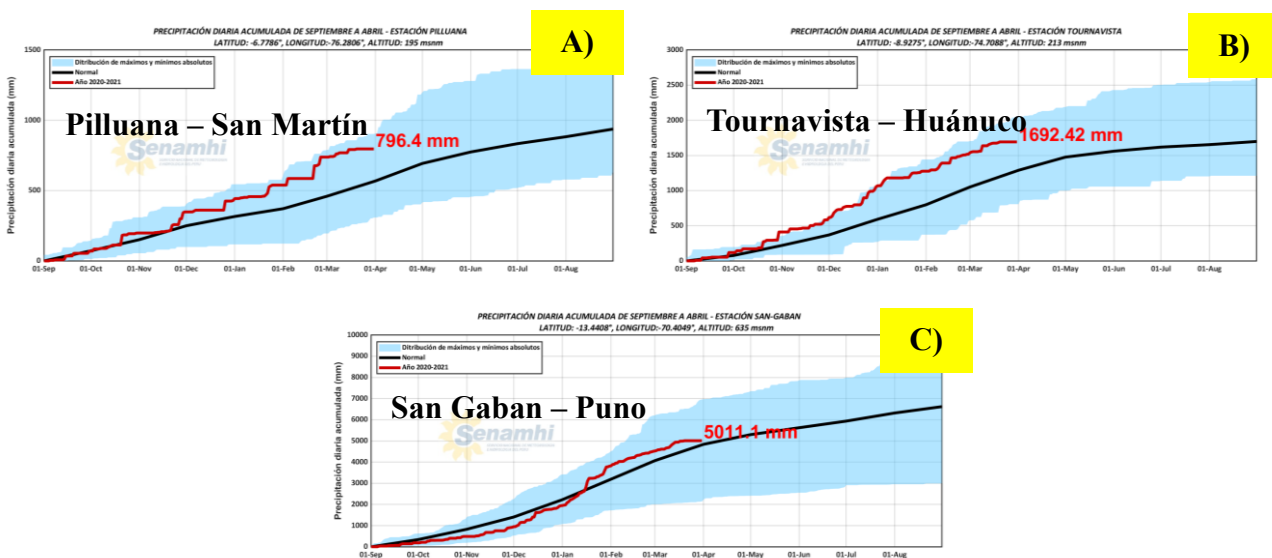 PRECIPITACIÓN DIARIA ACUMULADA DE SEPTIEMBRE A ABRIL - ESTACIÓN PILLUANA
LATITUD: -6.7786°, LONGITUD:-76.2806°, ALTITUD: 195 msnm
A)
Ditribución de máximos y mínimos absolutos
Normal
Año 2020-2021
Pilluana – San Martín
Senamhi
796.4 mm
Precipitación diaria acumulada (mm)
1500
1000
500
0
01-Sep 01-Oct 01-Nov 01-Dec 01-Jan 01-Feb 01-Mar 01-Apr 01-May 01-Jun 01-Jul 01-Aug
PRECIPITACIÓN DIARIA ACUMULADA DE SEPTIEMBRE A ABRIL - ESTACIÓN TOURNAVISTA
LATITUD: -8.9275°, LONGITUD:-74.7088°, ALTITUD: 213 msnm
B)
Ditribución de máximos y mínimos absolutos
Normal
Año 2020-2021
Tournavista – Huánuco
Senamhi
1692.42 mm
Precipitación diaria acumulada (mm)
3000
2500
2000
1500
1000
500
0
01-Sep 01-Oct 01-Nov 01-Dec 01-Jan 01-Feb 01-Mar 01-Apr 01-May 01-Jun 01-Jul 01-Aug
PRECIPITACIÓN DIARIA ACUMULADA DE SEPTIEMBRE A ABRIL - ESTACIÓN SAN-GABAN
LATITUD: -13.4408°, LONGITUD:-70.4049°, ALTITUD: 635 msnm
C)
Ditribución de máximos y mínimos absolutos
Normal
Año 2020-2021
San Gaban – Puno
Senamhi
5011.1 mm
Precipitación diaria acumulada (mm)
10000
9000
8000
7000
6000
5000
4000
3000
2000
1000
0
01-Sep 01-Oct 01-Nov 01-Dec 01-Jan 01-Feb 01-Mar 01-Apr 01-May 01-Jun 01-Jul 01-Aug